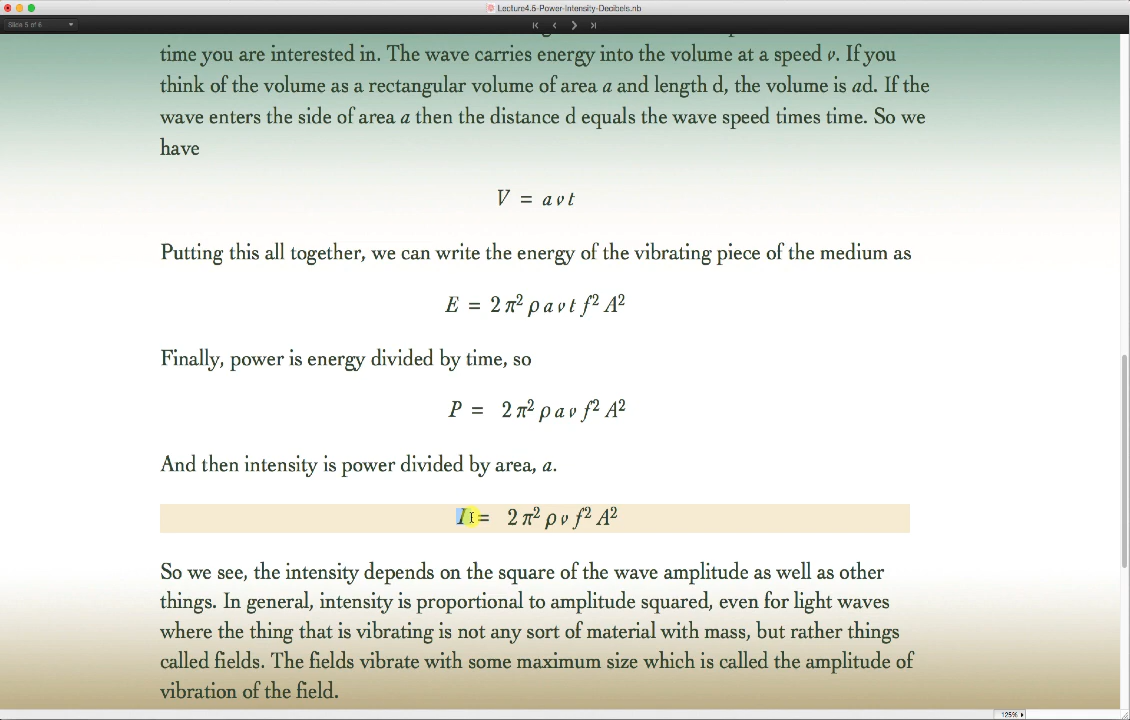 Lecture4.5-Power-Intensity-Decibels.nb
Slide 5 of 6
time you are interested in. The wave carries energy into the volume at a speed v. If you
think of the volume as a rectangular volume of area a and length d, the volume is ad. If the
wave enters the side of area a then the distance d equals the wave speed times time. So we
have
V = a v t
Putting this all together, we can write the energy of the vibrating piece of the medium as
E = 2 π² ρ a v t f² A²
Finally, power is energy divided by time, so
P = 2 π² ρ a v f² A²
And then intensity is power divided by area, a.
I = 2 π² ρ v f² A²
So we see, the intensity depends on the square of the wave amplitude as well as other
things. In general, intensity is proportional to amplitude squared, even for light waves
where the thing that is vibrating is not any sort of material with mass, but rather things
called fields. The fields vibrate with some maximum size which is called the amplitude of
vibration of the field.
125%